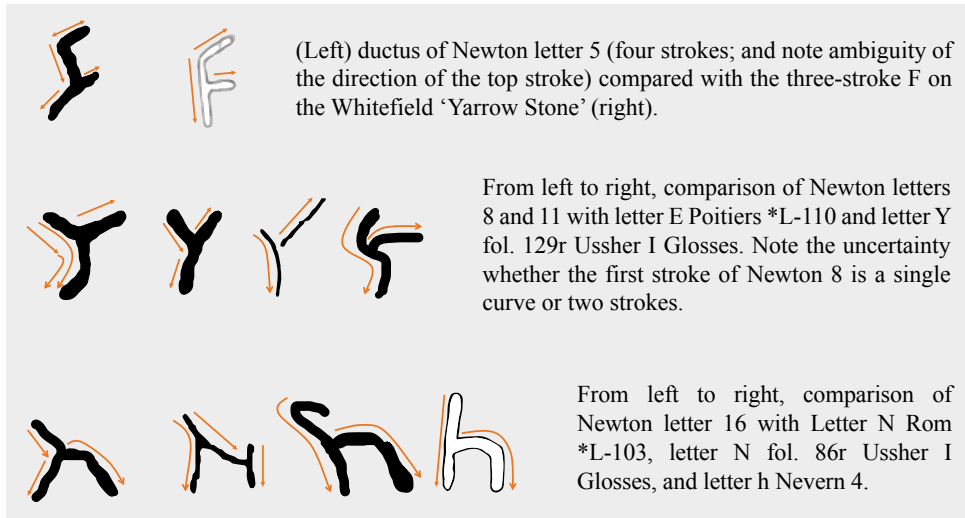 (Left) ductus of Newton letter 5 (four strokes; and note ambiguity of
the direction of the top stroke) compared with the three-stroke F on
the Whitefield ‘Yarrow Stone’ (right).
From left to right, comparison of Newton letters
8 and 11 with letter E Poitiers *L-110 and letter Y
fol. 129r Ussher I Glosses. Note the uncertainty
whether the first stroke of Newton 8 is a single
curve or two strokes.
From left to right, comparison of
Newton letter 16 with Letter N Rom
*L-103, letter N fol. 86r Ussher I
Glosses, and letter h Nevern 4.